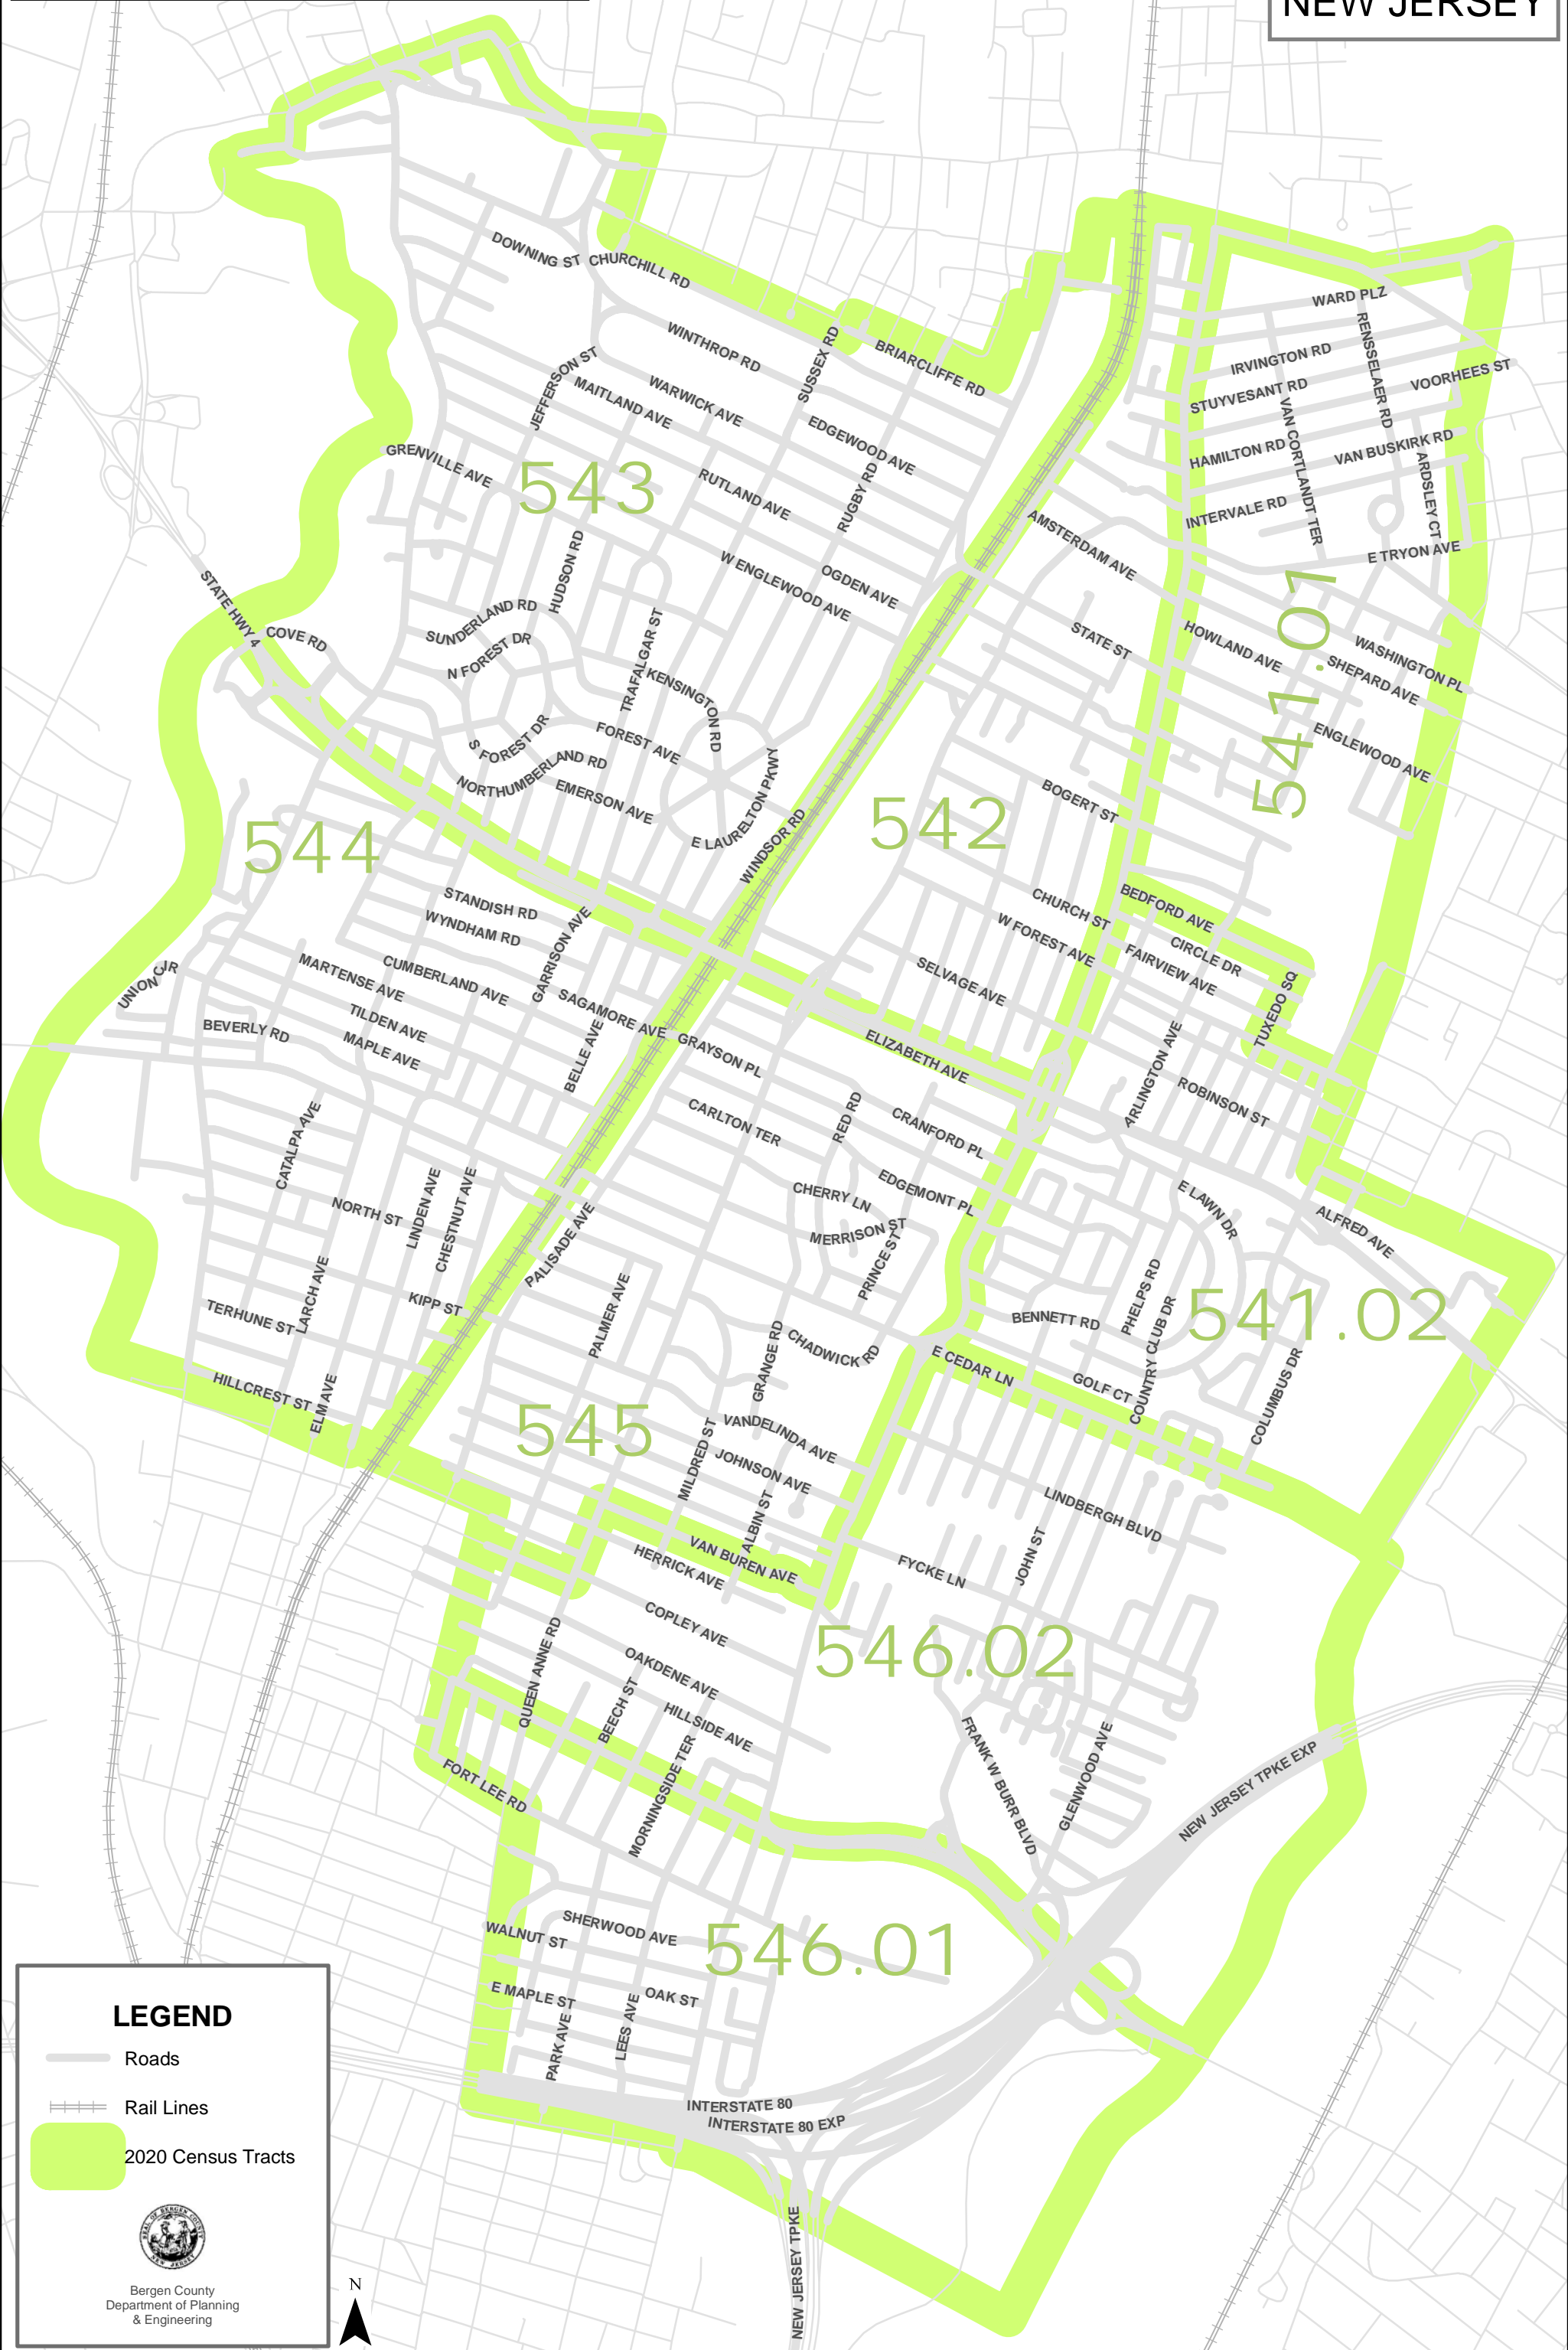 NEW JERSEY
DOWNING ST
CHURCHILL RD
WARD PLZ
RENSSELAER RD
WINTHROP RD
SUSSEX RD
BRIARCLIFFE RD
IRVINGTON RD
VOORHEES ST
STUYVESANT RD
JEFFERSON ST
MAITLAND AVE
WARWICK AVE
VAN CORTLANDT TER
EDGEWOOD AVE
HAMILTON RD
VAN BUSKIRK RD
ARDSLEY CT
GRENVILLE AVE
543
RUTLAND AVE
RUGBY RD
INTERVALE RD
AMSTERDAM AVE
E TRYON AVE
HUDSON RD
W ENGLEWOOD AVE
OGDEN AVE
STATE HWY 4
COVE RD
SUNDERLAND RD
N FOREST DR
TRAFALGAR ST
STATE ST
HOWLAND AVE
541.01
WASHINGTON PL
SHEPARD AVE
KENSINGTON RD
S FOREST DR
FOREST AVE
ENGLEWOOD AVE
NORTHUMBERLAND RD
EMERSON AVE
E LAURELTON PKWY
WINDSOR RD
542
BOGERT ST
544
STANDISH RD
WYNDHAM RD
GARRISON AVE
CHURCH ST
BEDFORD AVE
W FOREST AVE
CIRCLE DR
FAIRVIEW AVE
UNION CIR
MARTENSE AVE
CUMBERLAND AVE
SAGAMORE AVE
SELVAGE AVE
TUXEDO SQ
BEVERLY RD
TILDEN AVE
MAPLE AVE
BELLE AVE
GRAYSON PL
ELIZABETH AVE
ARLINGTON AVE
ROBINSON ST
CATALPA AVE
CARLTON TER
RED RD
CRANFORD PL
NORTH ST
LINDEN AVE
CHESTNUT AVE
CHERRY LN
EDGEMONT PL
E LAWN DR
ALFRED AVE
PALISADE AVE
MERRISON ST
PRINCE ST
TERHUNE ST
LARCH AVE
KIPP ST
PALMER AVE
BENNETT RD
PHELPS RD
541.02
GRANGE RD
CHADWICK RD
E CEDAR LN
COUNTRY CLUB DR
GOLF CT
COLUMBUS DR
HILLCREST ST
ELM AVE
545
VANDELINDA AVE
MILDRED ST
JOHNSON AVE
ALBIN ST
LINDBERGH BLVD
VAN BUREN AVE
HERRICK AVE
FYCKE LN
JOHN ST
COPLEY AVE
546.02
QUEEN ANNE RD
OAKDENE AVE
BEECH ST
HILLSIDE AVE
FRANK W BURR BLVD
GLENWOOD AVE
NEW JERSEY TPKE EXP
FORT LEE RD
MORNINGSIDE TER
SHERWOOD AVE
WALNUT ST
546.01
E MAPLE ST
OAK ST
PARK AVE
LEES AVE
INTERSTATE 80
INTERSTATE 80 EXP
NEW JERSEY TPKE
LEGEND
Roads
Rail Lines
2020 Census Tracts
SEAL OF BERGEN COUNTY
NEW JERSEY
Bergen County
Department of Planning
& Engineering
N